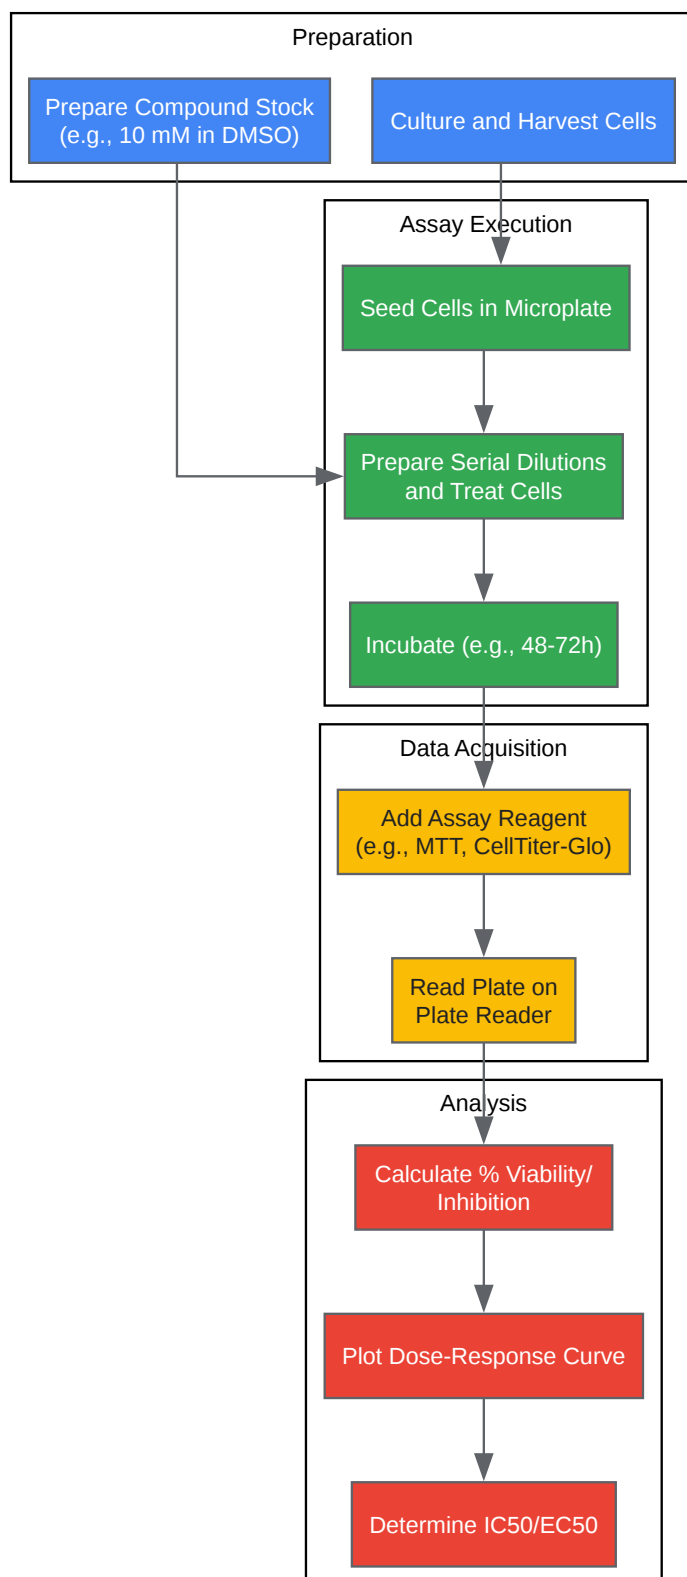 Preparation
Prepare Compound Stock
(e.g., 10 mM in DMSO)
Culture and Harvest Cells
Assay Execution
Seed Cells in Microplate
Prepare Serial Dilutions
and Treat Cells
Incubate (e.g., 48-72h)
Data Acquisition
Add Assay Reagent
(e.g., MTT, CellTiter-Glo)
Read Plate on
Plate Reader
Analysis
Calculate % Viability/
Inhibition
Plot Dose-Response Curve
Determine IC50/EC50